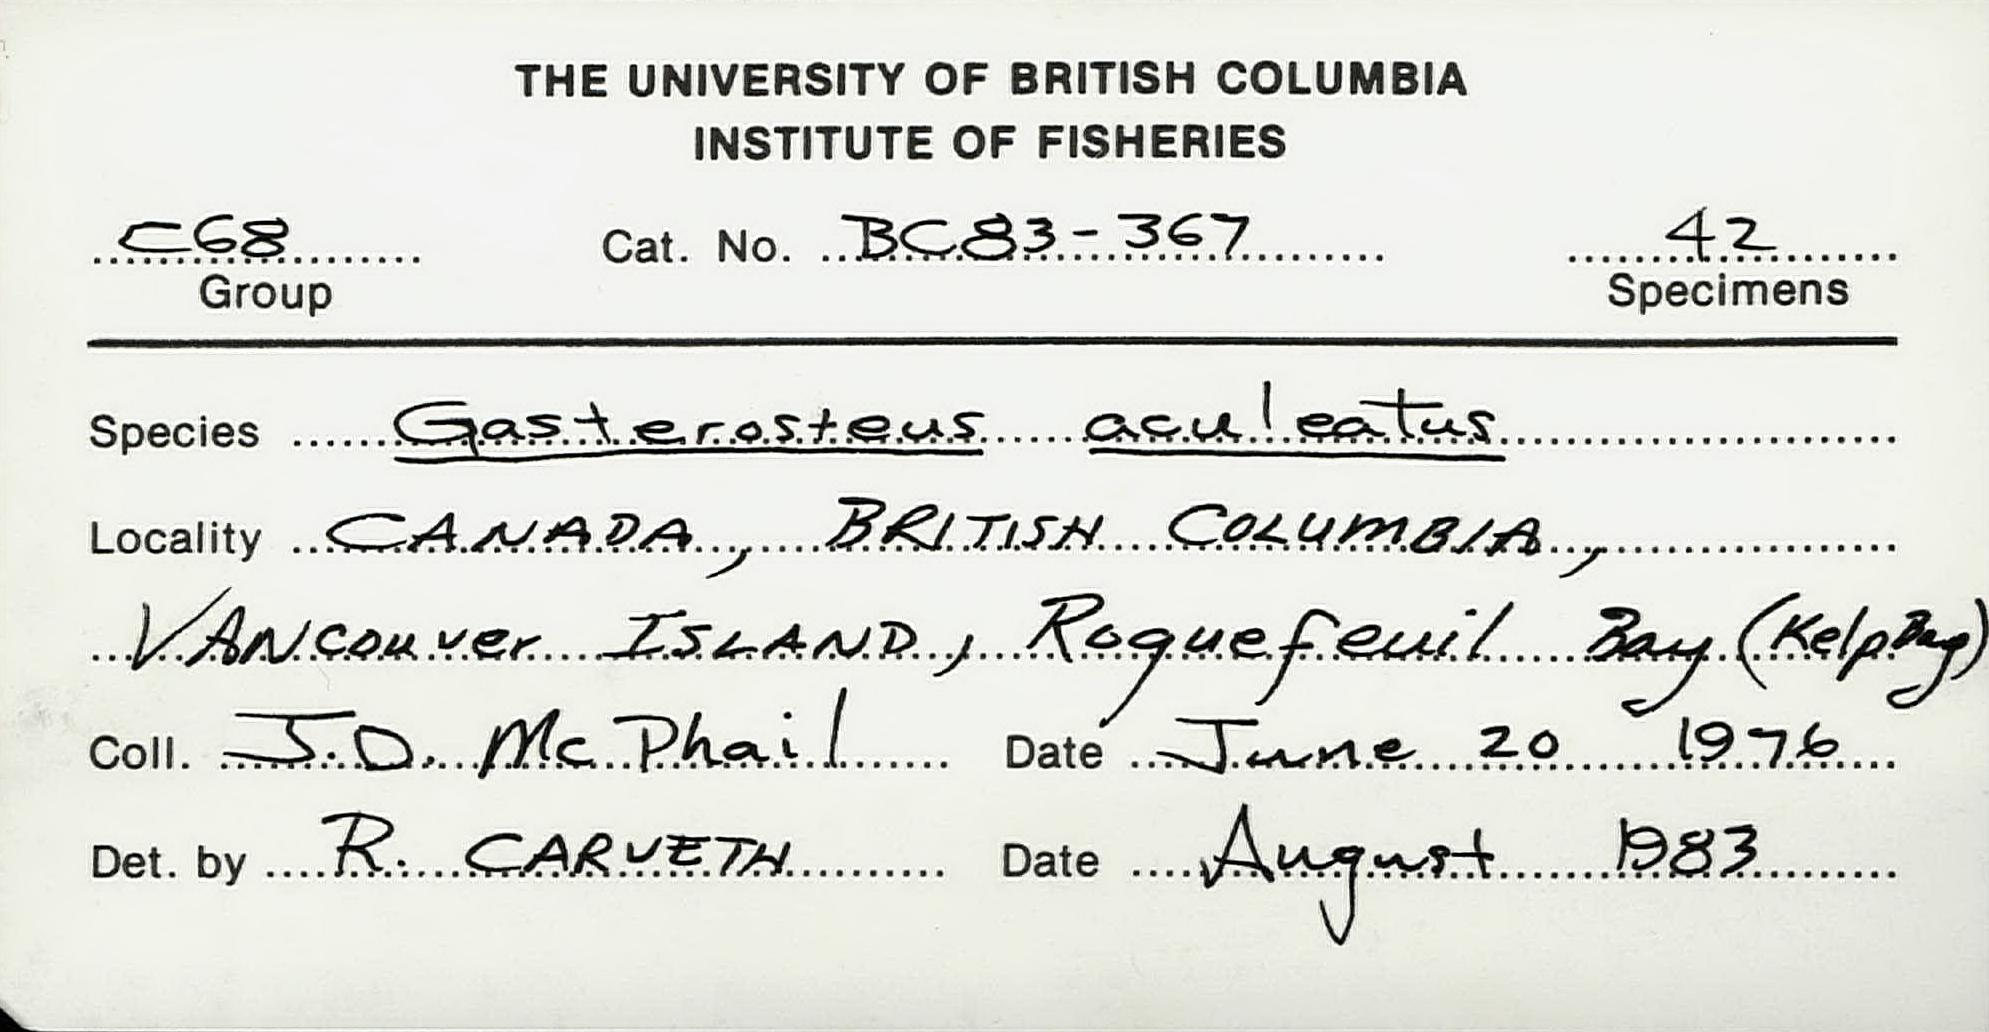 THE UNIVERSITY OF BRITISH COLUMBIA
INSTITUTE OF FISHERIES
C68 Cat. No. BC83-367 42
Group Specimens
Species Gasterosteus aculeatus
Locality CANADA, BRITISH COLUMBIA,
VANCOUVER ISLAND, Roquefeuil Bay (Kelp Bay)
Coll. J.D. McPhail Date June 20 1976
Det. by R. CARVETH Date August 1983